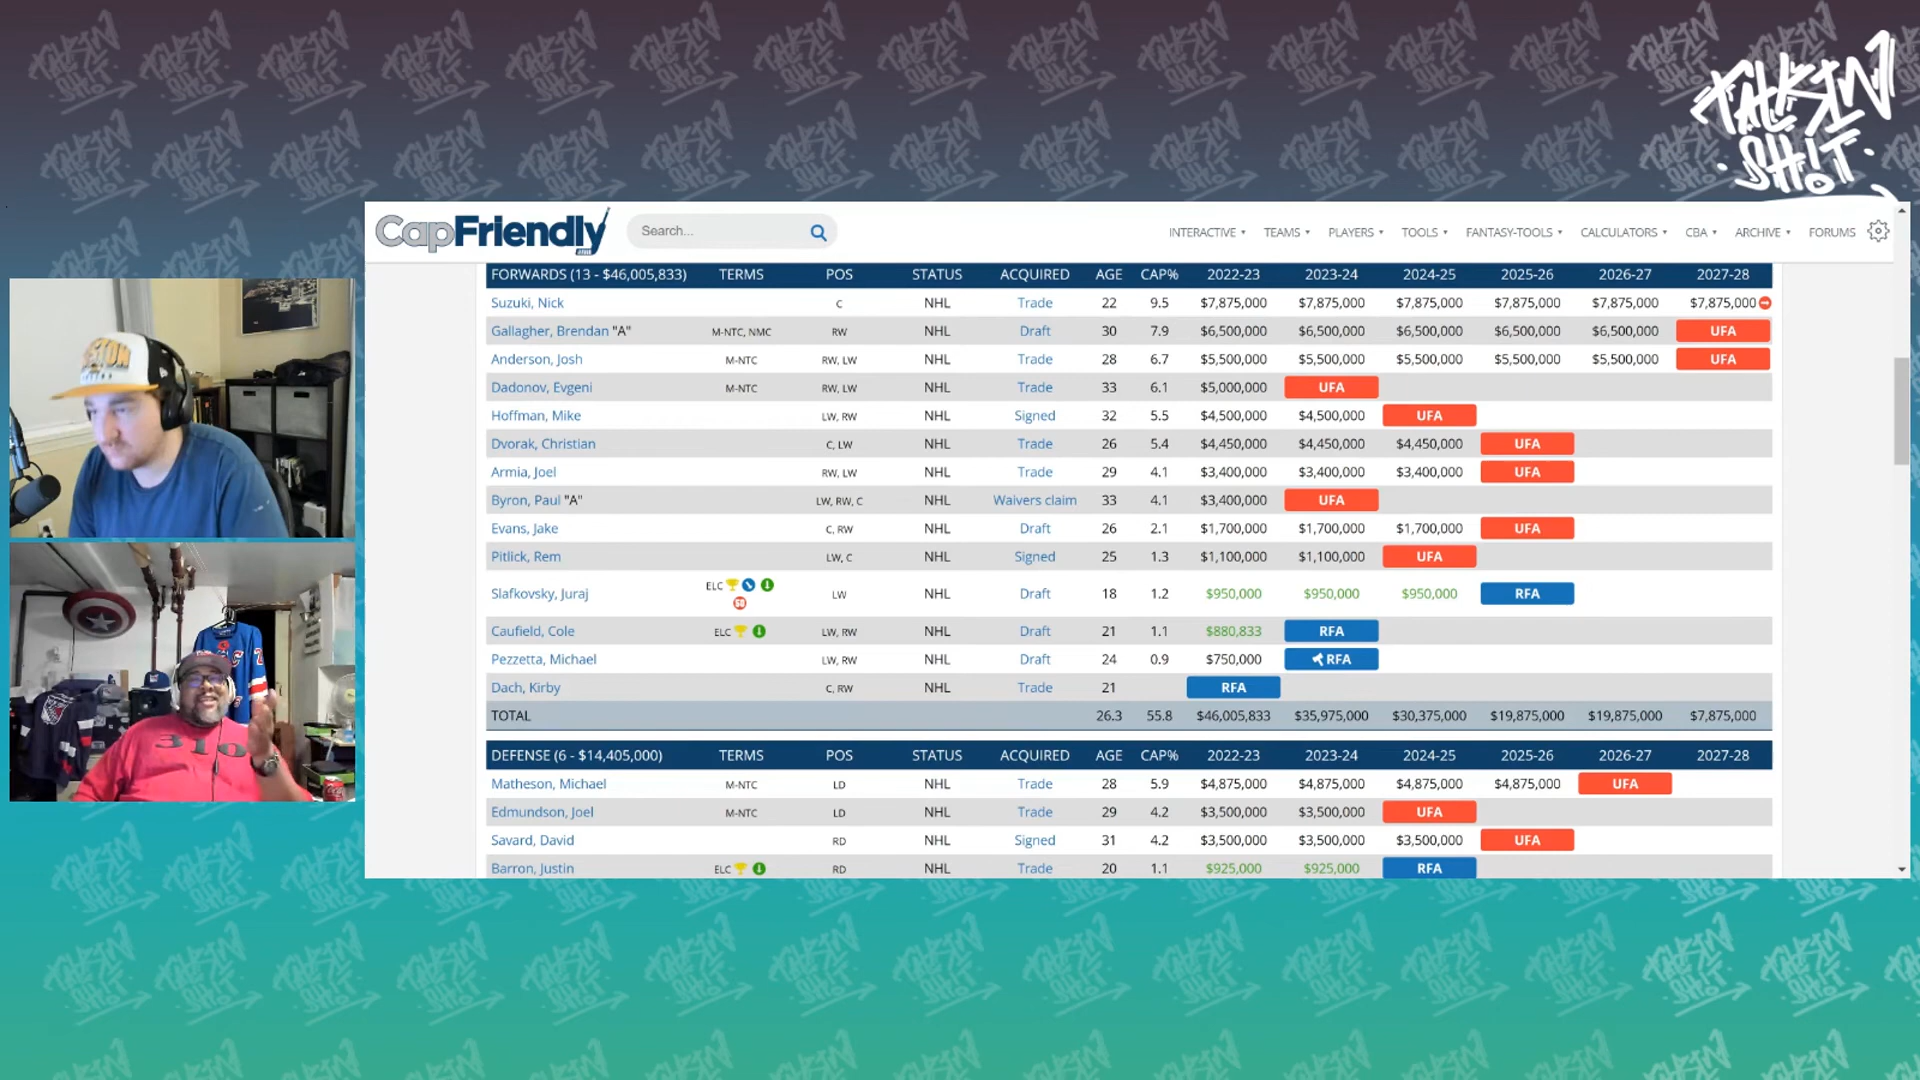 TALKIN SH!T
CapFriendly
Search...
INTERACTIVE TEAMS PLAYERS TOOLS FANTASY-TOOLS CALCULATORS CBA ARCHIVE FORUMS
FORWARDS (13 - $46,005,833) TERMS POS STATUS ACQUIRED AGE CAP% 2022-23 2023-24 2024-25 2025-26 2026-27 2027-28
Suzuki, Nick C NHL Trade 22 9.5 $7,875,000 $7,875,000 $7,875,000 $7,875,000 $7,875,000 $7,875,000
Gallagher, Brendan "A" M-NTC, NMC RW NHL Draft 30 7.9 $6,500,000 $6,500,000 $6,500,000 $6,500,000 $6,500,000 UFA
Anderson, Josh M-NTC RW, LW NHL Trade 28 6.7 $5,500,000 $5,500,000 $5,500,000 $5,500,000 $5,500,000 UFA
Dadonov, Evgeni M-NTC RW, LW NHL Trade 33 6.1 $5,000,000 UFA
Hoffman, Mike LW, RW NHL Signed 32 5.5 $4,500,000 $4,500,000 UFA
Dvorak, Christian C, LW NHL Trade 26 5.4 $4,450,000 $4,450,000 $4,450,000 UFA
Armia, Joel RW, LW NHL Trade 29 4.1 $3,400,000 $3,400,000 $3,400,000 UFA
Byron, Paul "A" LW, RW, C NHL Waivers claim 33 4.1 $3,400,000 UFA
Evans, Jake C, RW NHL Draft 26 2.1 $1,700,000 $1,700,000 $1,700,000 UFA
Pitlick, Rem LW, C NHL Signed 25 1.3 $1,100,000 $1,100,000 UFA
Slafkovsky, Juraj ELC LW NHL Draft 18 1.2 $950,000 $950,000 $950,000 RFA
Caufield, Cole ELC LW, RW NHL Draft 21 1.1 $880,833 RFA
Pezzetta, Michael LW, RW NHL Draft 24 0.9 $750,000 RFA
Dach, Kirby C, RW NHL Trade 21 RFA
TOTAL 26.3 55.8 $46,005,833 $35,975,000 $30,375,000 $19,875,000 $19,875,000 $7,875,000
DEFENSE (6 - $14,405,000) TERMS POS STATUS ACQUIRED AGE CAP% 2022-23 2023-24 2024-25 2025-26 2026-27 2027-28
Matheson, Michael M-NTC LD NHL Trade 28 5.9 $4,875,000 $4,875,000 $4,875,000 $4,875,000 UFA
Edmundson, Joel M-NTC LD NHL Trade 29 4.2 $3,500,000 $3,500,000 UFA
Savard, David RD NHL Signed 31 4.2 $3,500,000 $3,500,000 $3,500,000 UFA
Barron, Justin ELC RD NHL Trade 20 1.1 $925,000 $925,000 RFA
310